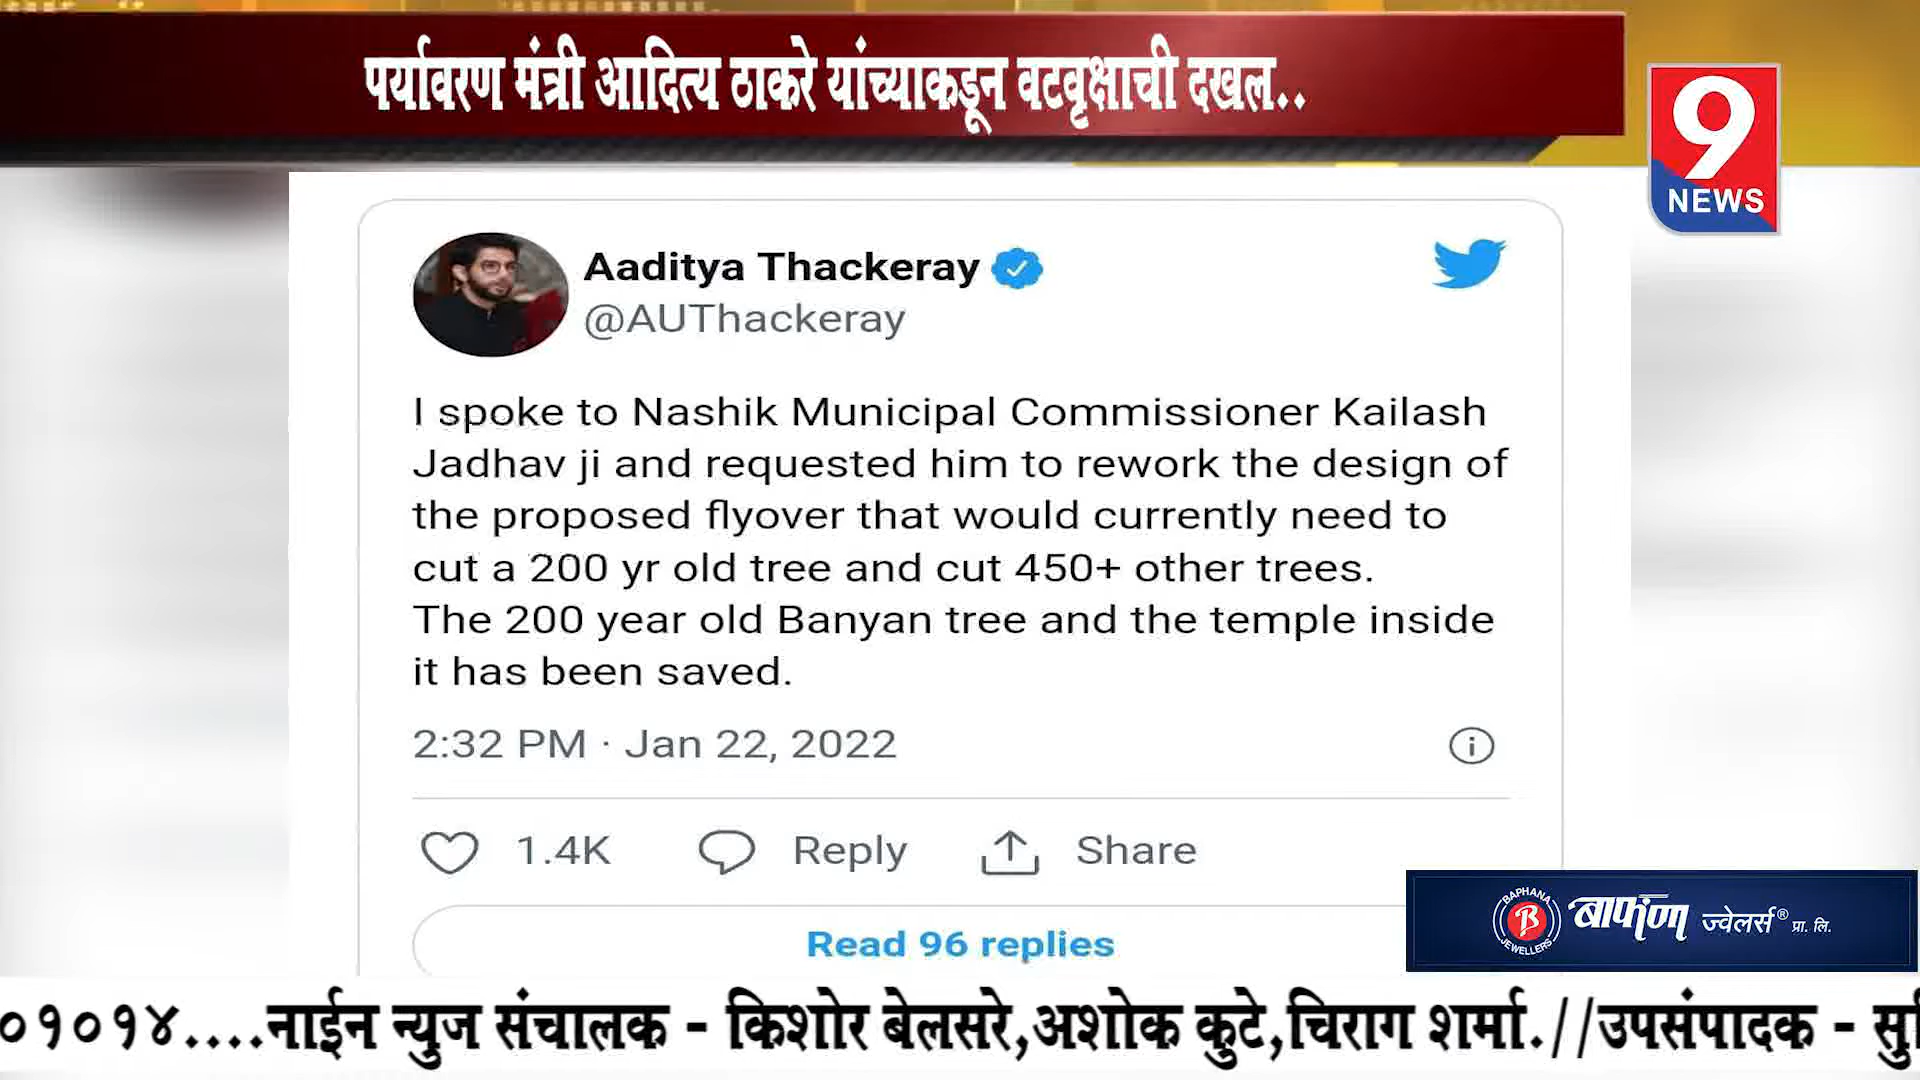 पर्यावरण मंत्री आदित्य ठाकरे यांच्याकडून वटवृक्षाची दखल..
9
NEWS
Aaditya Thackeray
@AUThackeray
I spoke to Nashik Municipal Commissioner Kailash
Jadhav ji and requested him to rework the design of
the proposed flyover that would currently need to
cut a 200 yr old tree and cut 450+ other trees.
The 200 year old Banyan tree and the temple inside
it has been saved.
2:32 PM · Jan 22, 2022
1.4K Reply Share
Read 96 replies
BAPHANA
B
JEWELLERS
बाफणा ज्वेलर्स® प्रा. लि.
०१०१४....नाईन न्युज संचालक - किशोर बेलसरे,अशोक कुटे,चिराग शर्मा.//उपसंपादक -